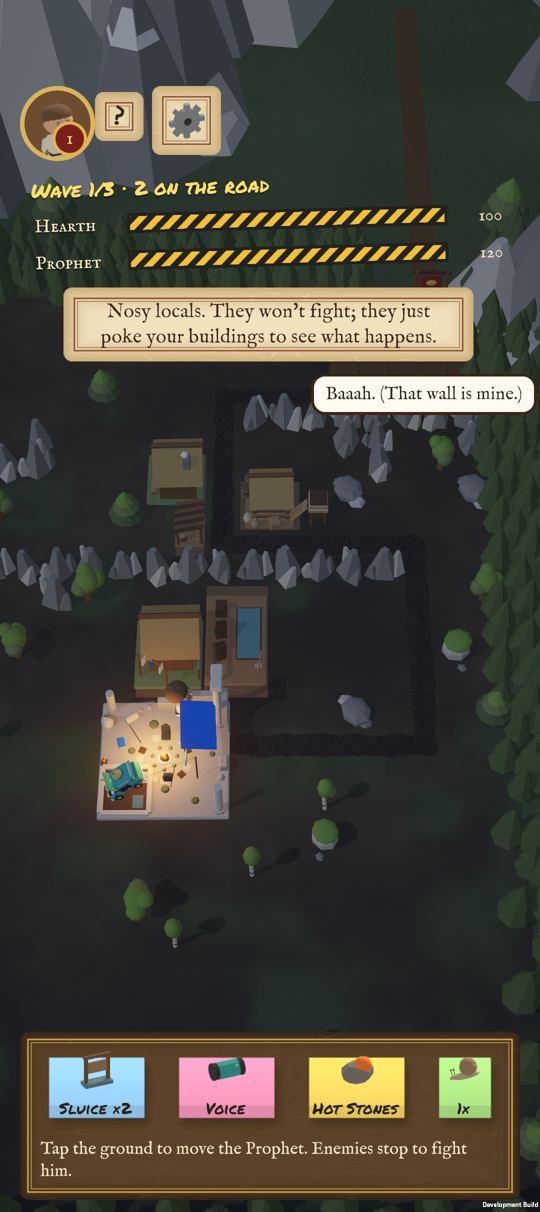 ?
1
Wave 1/3 · 2 on the road
Hearth 100
Prophet 120
Nosy locals. They won't fight; they just
poke your buildings to see what happens.
Baaah. (That wall is mine.)
Sluice x2
Voice
Hot Stones
1x
Tap the ground to move the Prophet. Enemies stop to fight
him.
Development Build